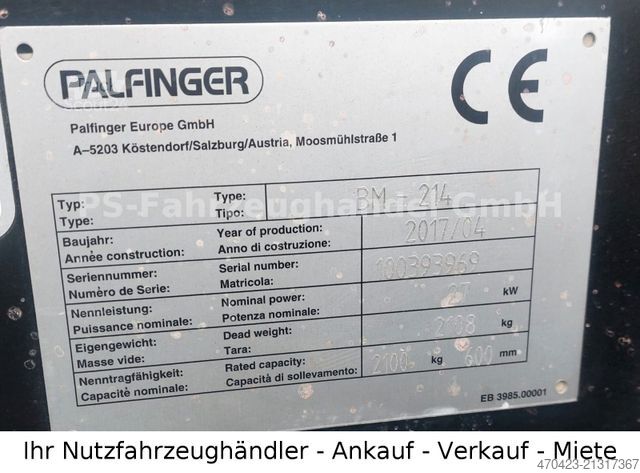 PALFINGER
CE
Palfinger Europe GmbH
A–5203 Köstendorf/Salzburg/Austria, Moosmühlstraße 1
Typ: Type: BM 214
Type: Tipo:
PS-Fahrzeughandel GmbH
Baujahr: Year of production: 2017/04
Année construction: Anno di costruzione:
Seriennummer: Serial number: 100393969
Numéro de Serie: Matricola:
Nennleistung: Nominal power: 27 kW
Puissance nominale: Potenza nominale:
Eigengewicht: Dead weight: 2108 kg
Masse vide: Tara:
Nenntragfähigkeit: Rated capacity: 2100 kg 600 mm
Capacité nominale: Capacità di sollevamento:
EB 3985.00001
Ihr Nutzfahrzeughändler - Ankauf - Verkauf - Miete
470423-21317367